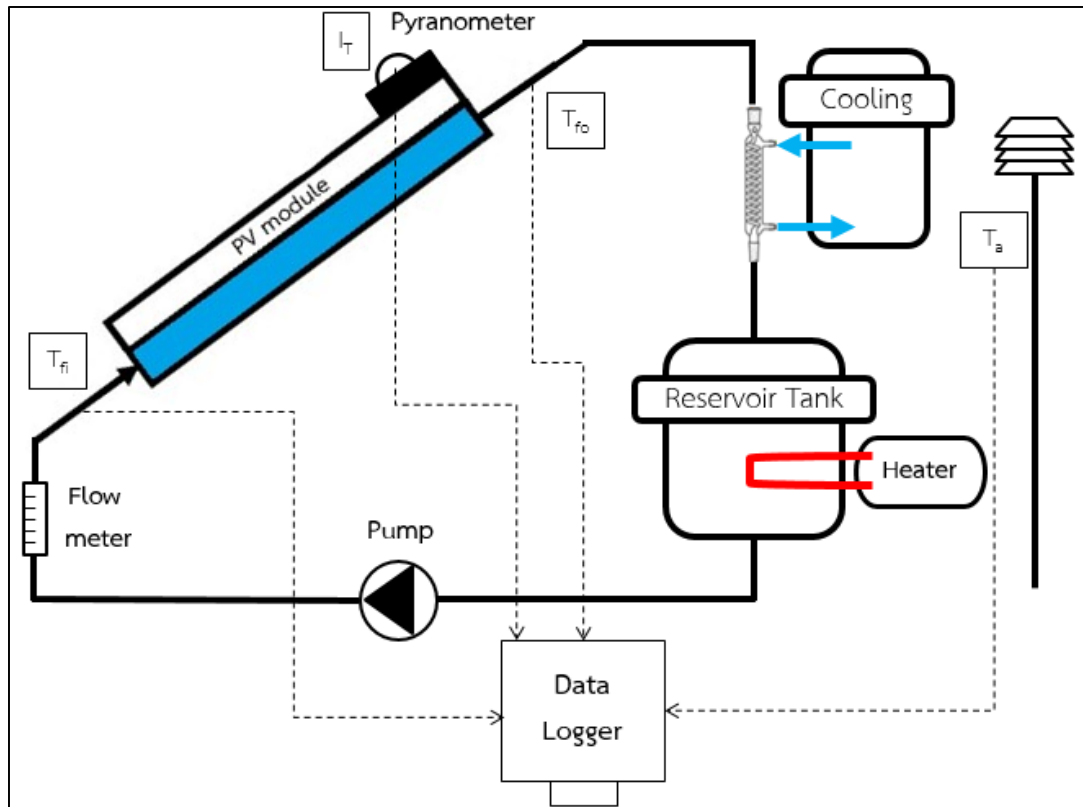 Pyranometer
I_T
T_fo
Cooling
PV module
T_a
T_fi
Reservoir Tank
Heater
Flow
meter
Pump
Data
Logger